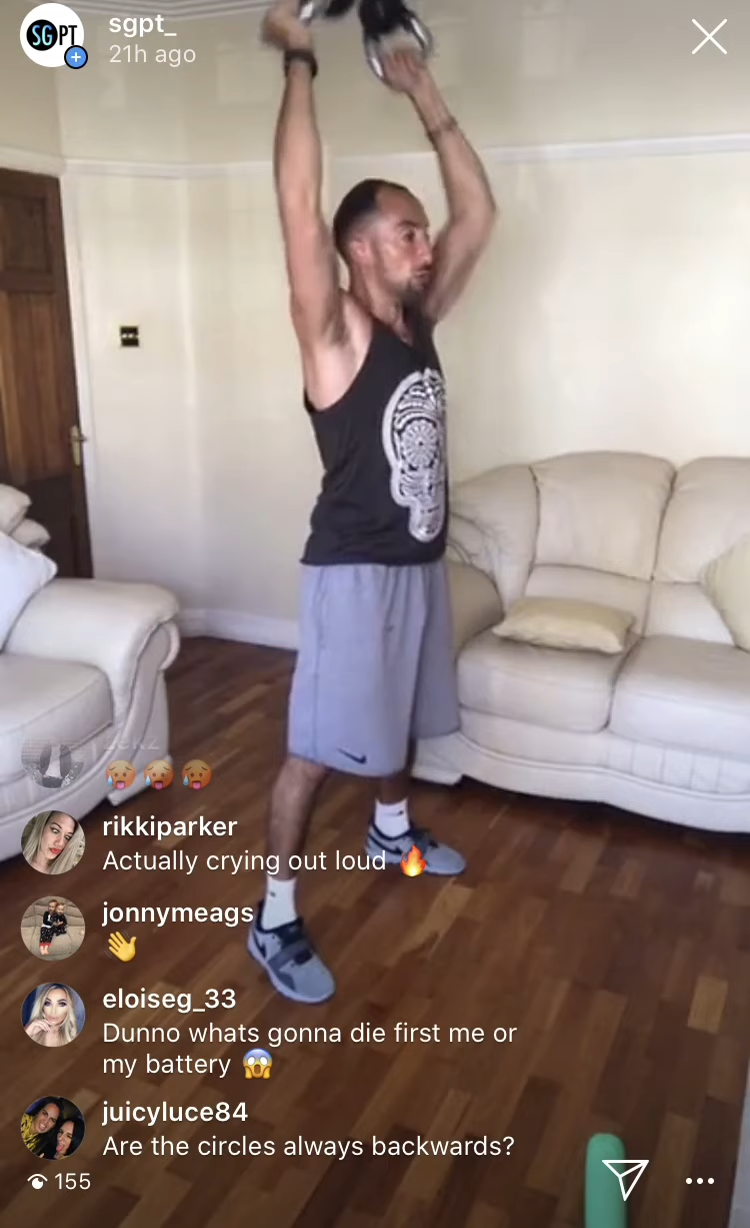 SGPT
sgpt_
21h ago
🥵🥵🥵
rikkiparker
Actually crying out loud 🔥
jonnymeags
👋
eloiseg_33
Dunno whats gonna die first me or
my battery 😱
juicyluce84
Are the circles always backwards?
155